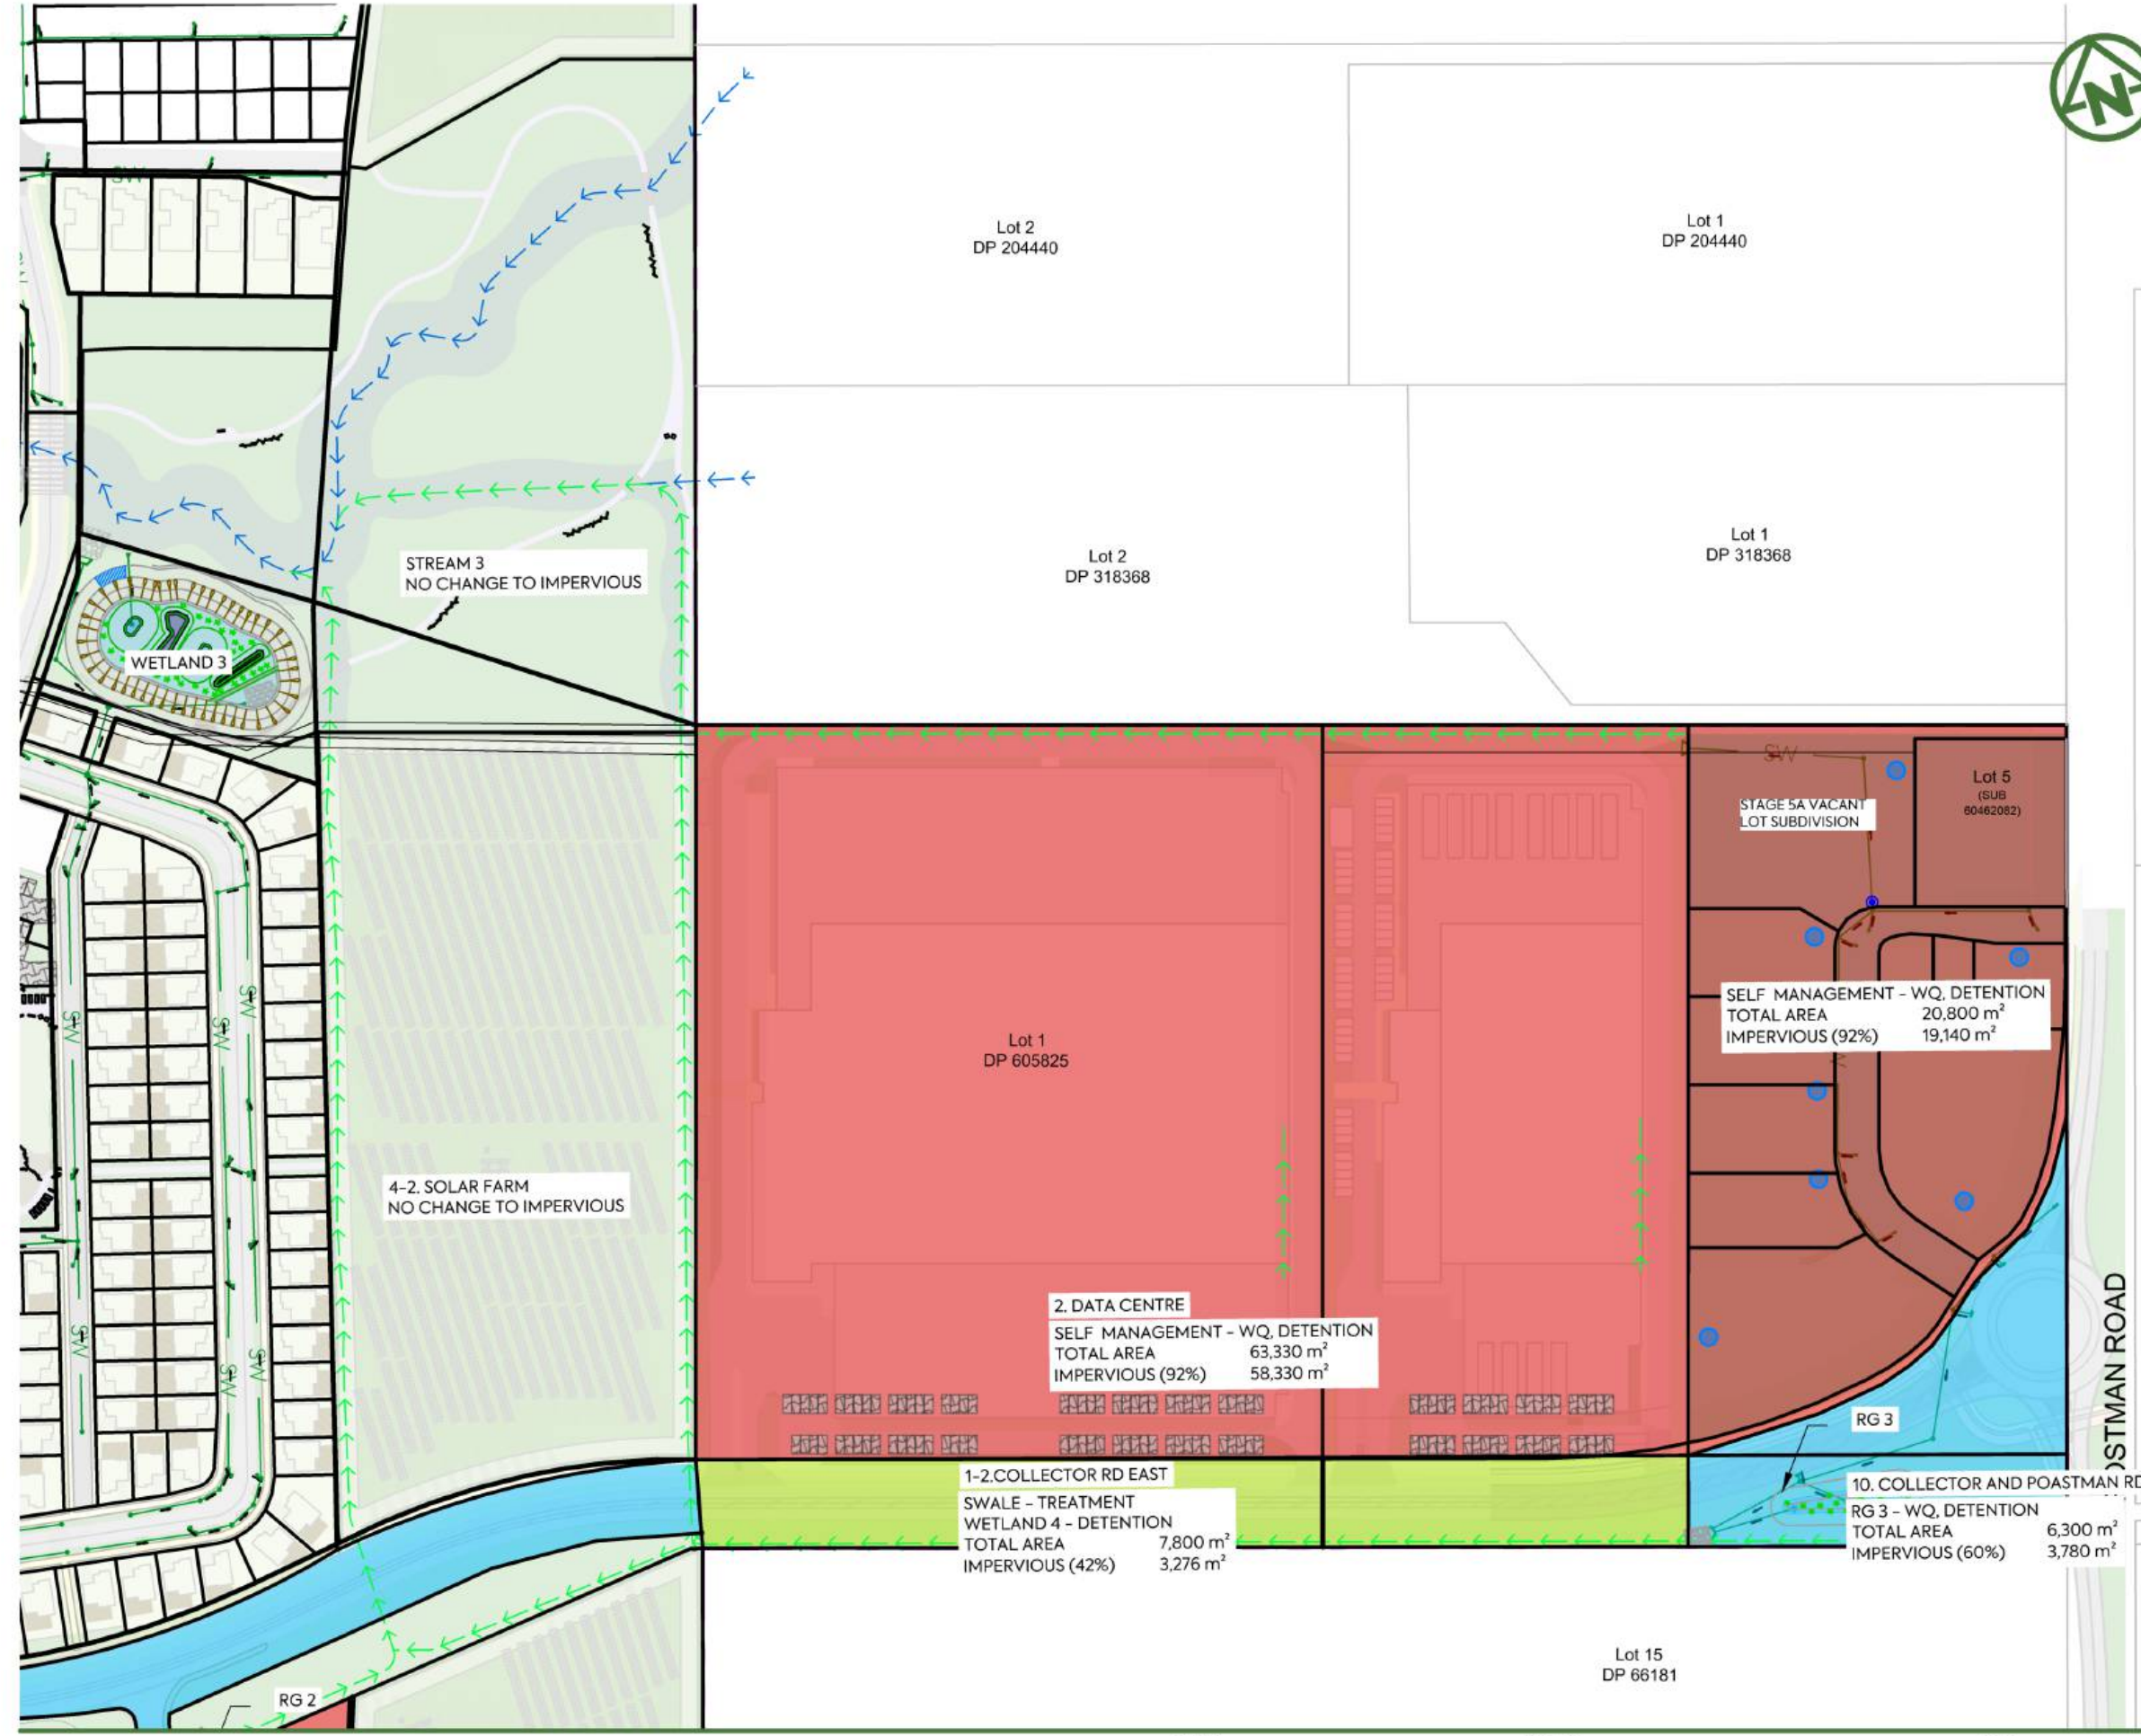 N
SW
Lot 2
DP 204440
Lot 1
DP 204440
Lot 2
DP 318368
Lot 1
DP 318368
STREAM 3
NO CHANGE TO IMPERVIOUS
WETLAND 3
SW
STAGE 5A VACANT
LOT SUBDIVISION
Lot 5
(SUB
60462082)
SELF MANAGEMENT - WQ, DETENTION
TOTAL AREA 20,800 m²
IMPERVIOUS (92%) 19,140 m²
Lot 1
DP 605825
SW
SW
SW
4-2. SOLAR FARM
NO CHANGE TO IMPERVIOUS
2. DATA CENTRE
SELF MANAGEMENT - WQ, DETENTION
TOTAL AREA 63,330 m²
IMPERVIOUS (92%) 58,330 m²
SW
SW
SW
RG 3
OSTMAN ROAD
1-2.COLLECTOR RD EAST
SWALE - TREATMENT
WETLAND 4 - DETENTION
TOTAL AREA 7,800 m²
IMPERVIOUS (42%) 3,276 m²
10. COLLECTOR AND POASTMAN RD
RG 3 - WQ, DETENTION
TOTAL AREA 6,300 m²
IMPERVIOUS (60%) 3,780 m²
Lot 15
DP 66181
RG 2